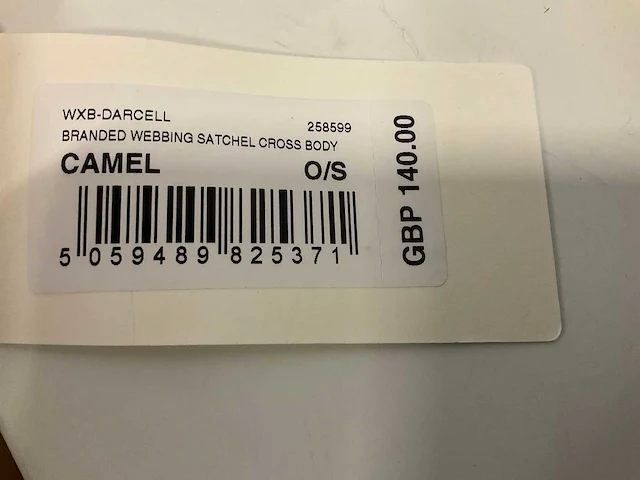 WXB-DARCELL
258599
BRANDED WEBBING SATCHEL CROSS BODY
CAMEL
O/S
5 059489 825371
GBP 140.00